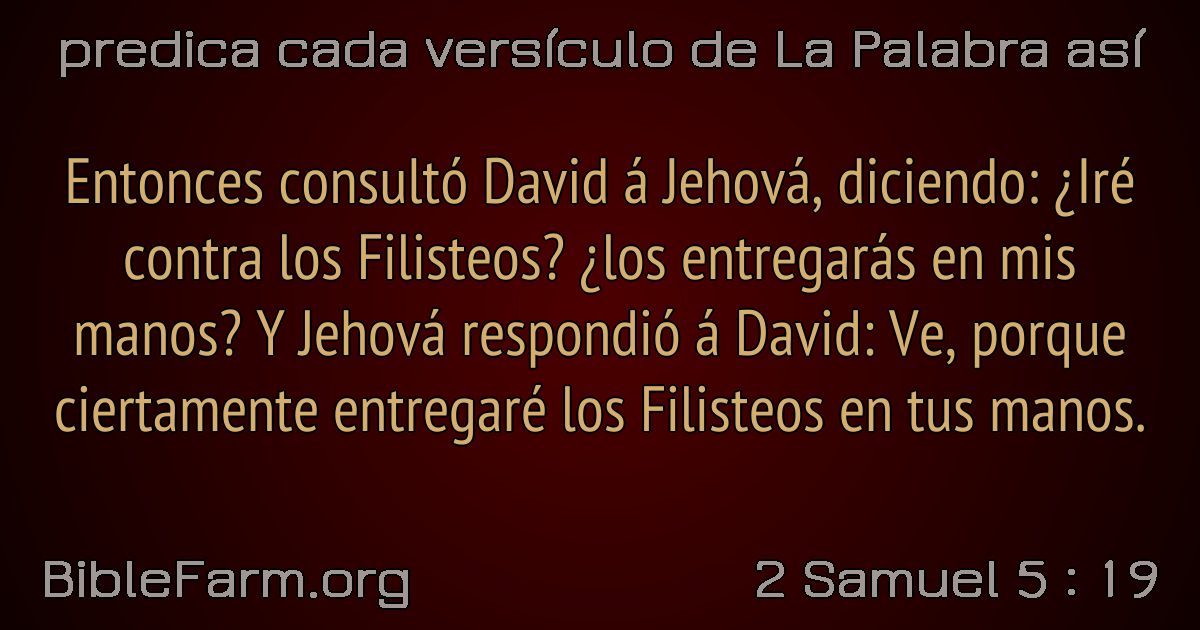 predica cada versículo de La Palabra así
Entonces consultó David á Jehová, diciendo: ¿Iré
contra los Filisteos? ¿los entregarás en mis
manos? Y Jehová respondió á David: Ve, porque
ciertamente entregaré los Filisteos en tus manos.
BibleFarm.org
2 Samuel 5 : 19